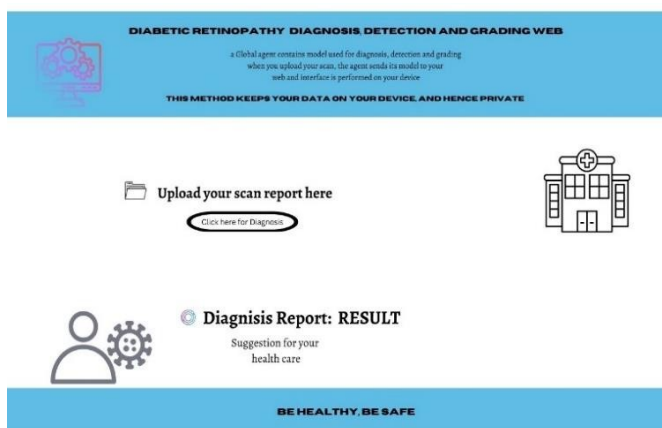 DIABETIC RETINOPATHY DIAGNOSIS, DETECTION AND GRADING WEB
a Global agent contains model used for diagnosis, detection and grading
when you upload your scan, the agent sends its model to your
web and interface is performed on your device
THIS METHOD KEEPS YOUR DATA ON YOUR DEVICE, AND HENCE PRIVATE
Upload your scan report here
Click here for Diagnosis
Diagnisis Report: RESULT
Suggestion for your
health care
BE HEALTHY, BE SAFE